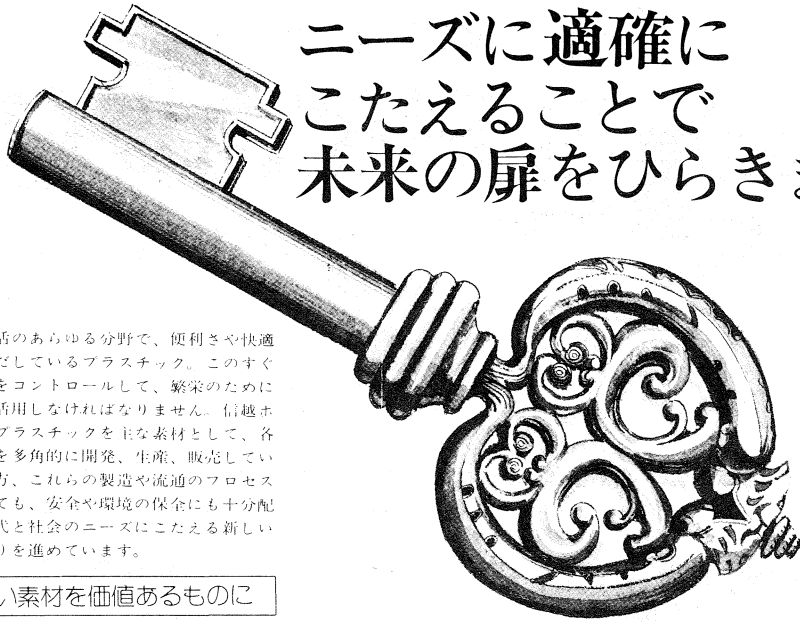 ニーズに適確に
こたえることで
未来の扉をひらきま
活のあらゆる分野で、便利さや快適
だしているプラスチック。このすぐ
をコントロールして、繁栄のために
活用しなければなりません。信越ホ
プラスチックを主な素材として、各
を多角的に開発、生産、販売してい
方、これらの製造や流通のプロセス
ても、安全や環境の保全にも十分配
代と社会のニーズにこたえる新しい
りを進めています。
い素材を価値あるものに